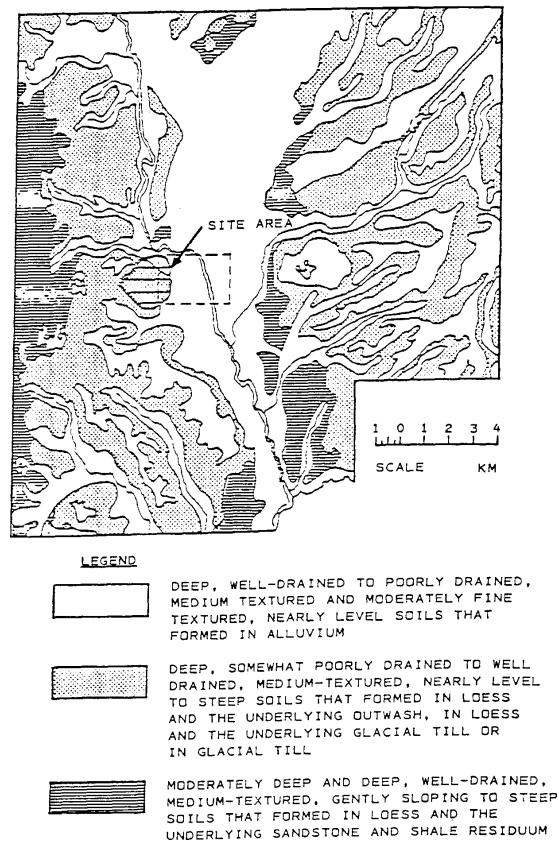 SITE AREA
1 0 1 2 3 4
SCALE KM
LEGEND
DEEP, WELL-DRAINED TO POORLY DRAINED,
MEDIUM TEXTURED AND MODERATELY FINE
TEXTURED, NEARLY LEVEL SOILS THAT
FORMED IN ALLUVIUM
DEEP, SOMEWHAT POORLY DRAINED TO WELL
DRAINED, MEDIUM-TEXTURED, NEARLY LEVEL
TO STEEP SOILS THAT FORMED IN LOESS
AND THE UNDERLYING OUTWASH, IN LOESS
AND THE UNDERLYING GLACIAL TILL OR
IN GLACIAL TILL
MODERATELY DEEP AND DEEP, WELL-DRAINED,
MEDIUM-TEXTURED, GENTLY SLOPING TO STEEP
SOILS THAT FORMED IN LOESS AND THE
UNDERLYING SANDSTONE AND SHALE RESIDUUM